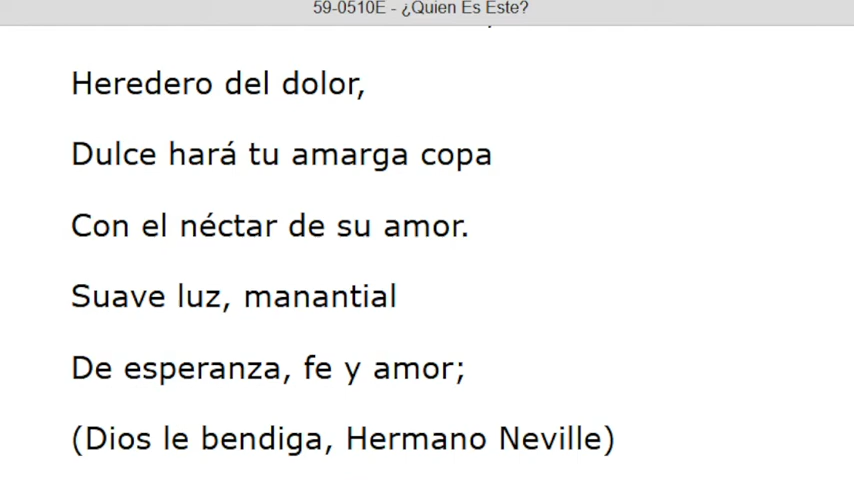 59-0510E - ¿Quien Es Este?
Heredero del dolor,
Dulce hará tu amarga copa
Con el néctar de su amor.
Suave luz, manantial
De esperanza, fe y amor;
(Dios le bendiga, Hermano Neville)